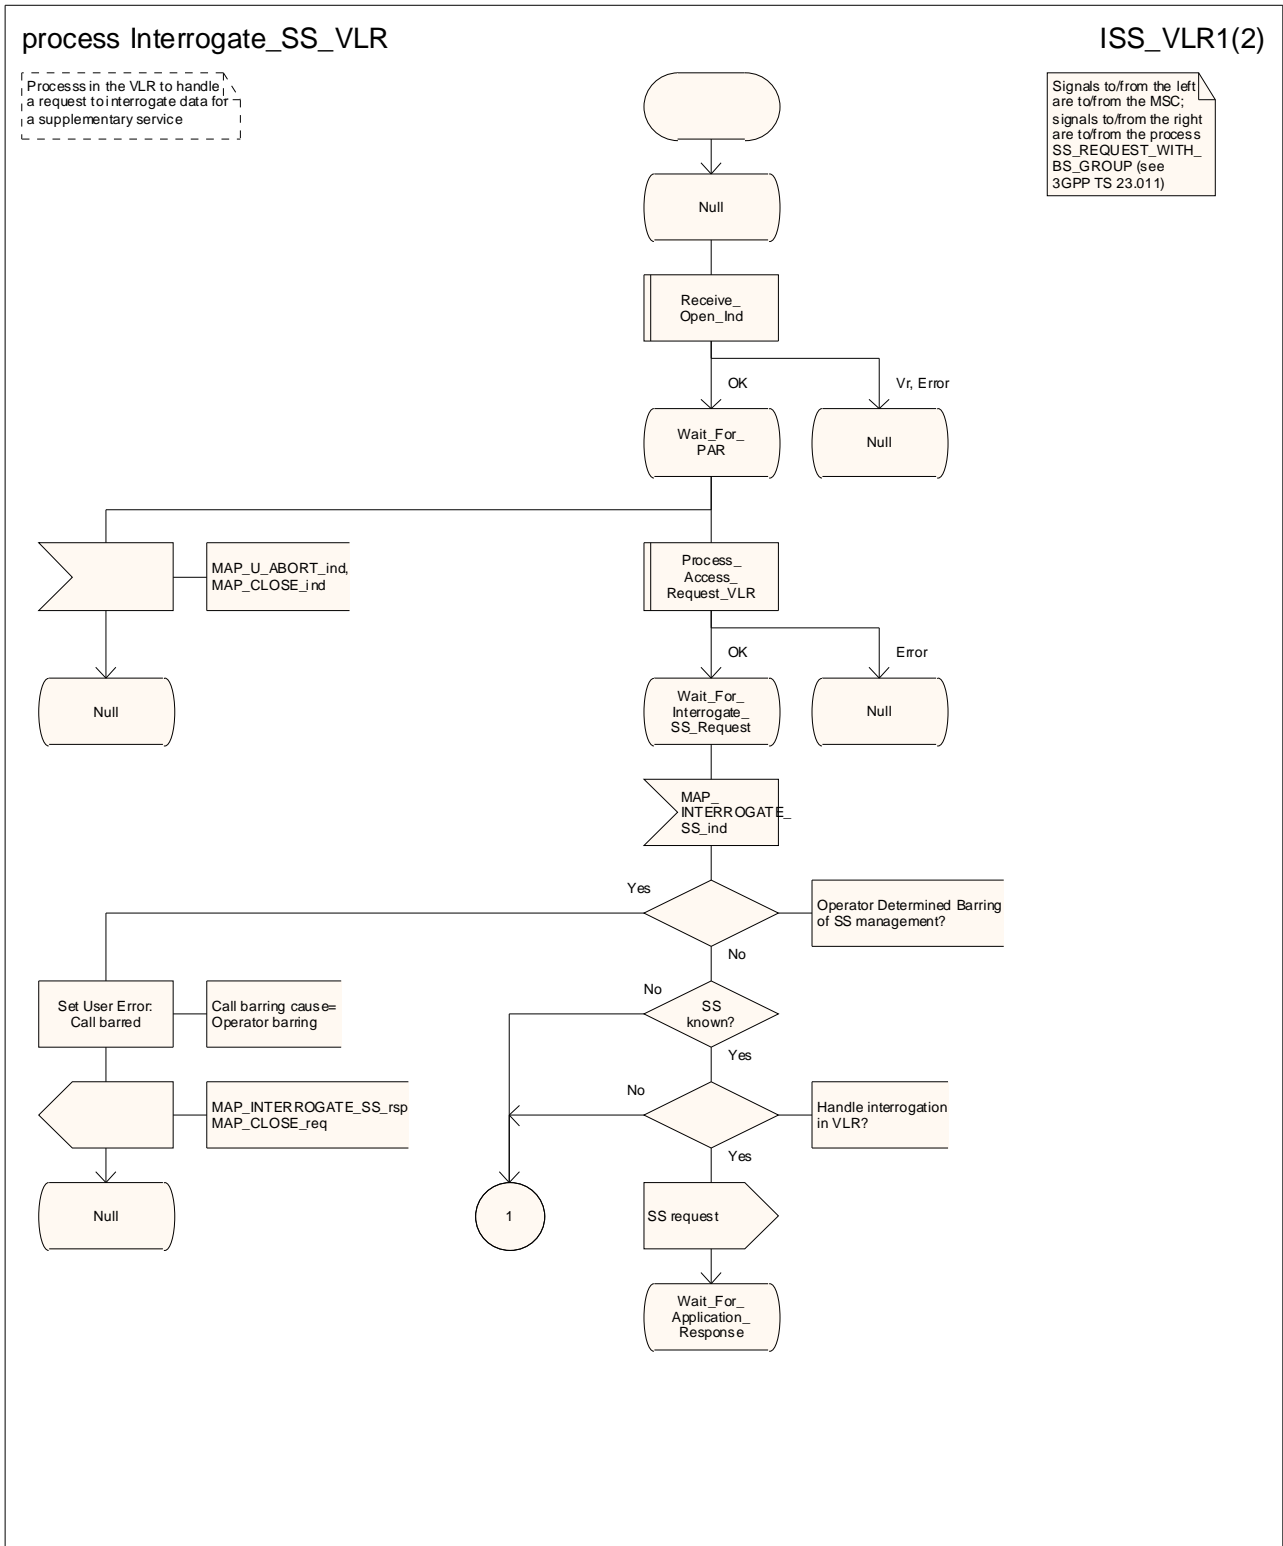 process Interrogate_SS_VLR
ISS_VLR1(2)
Processs in the VLR to handle
a request to interrogate data for
a supplementary service
Signals to/from the left
are to/from the MSC;
signals to/from the right
are to/from the process
SS_REQUEST_WITH_
BS_GROUP (see
3GPP TS 23.011)
Null
Receive_
Open_Ind
OK
Vr, Error
Wait_For_
PAR
Null
MAP_U_ABORT_ind,
MAP_CLOSE_ind
Process_
Access_
Request_VLR
OK
Error
Null
Wait_For_
Interrogate_
SS_Request
Null
MAP_
INTERROGATE_
SS_ind
Yes
Operator Determined Barring
of SS management?
No
Set User Error:
Call barred
Call barring cause=
Operator barring
No
SS
known?
Yes
MAP_INTERROGATE_SS_rsp
MAP_CLOSE_req
No
Handle interrogation
in VLR?
Yes
Null
1
SS request
Wait_For_
Application_
Response